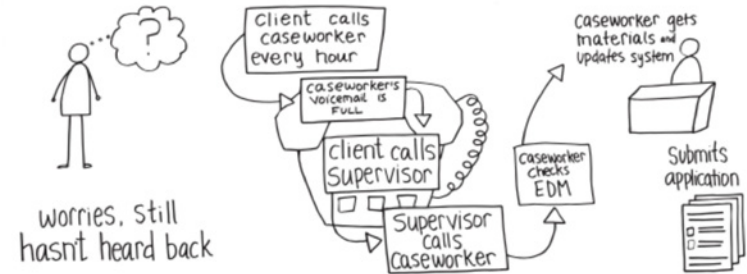 ?
worries, still
hasn't heard back
Client calls
caseworker
every hour
caseworker's
voicemail is
FULL
client calls
Supervisor
Supervisor
calls
Caseworker
caseworker
checks
EDM
caseworker gets
materials and
updates system
Submits
application